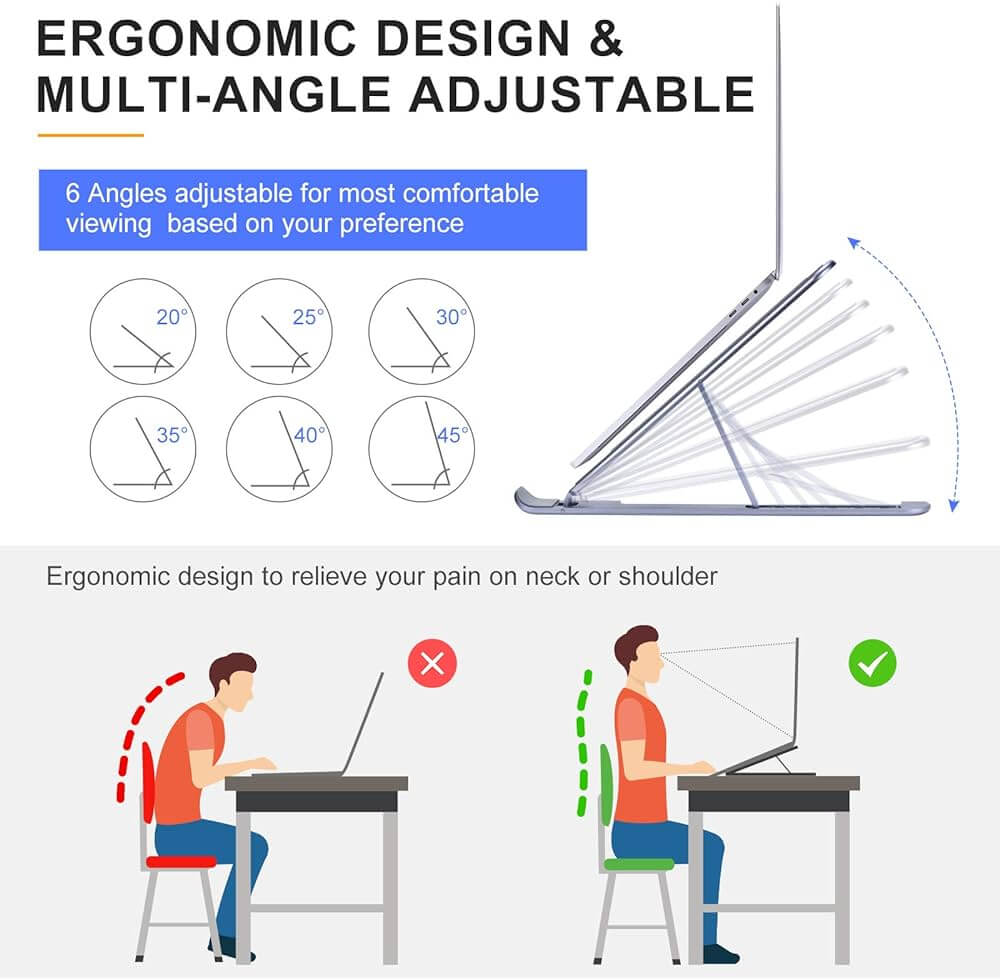 ERGONOMIC DESIGN &
MULTI-ANGLE ADJUSTABLE
6 Angles adjustable for most comfortable
viewing  based on your preference
20°
25°
30°
35°
40°
45°
Ergonomic design to relieve your pain on neck or shoulder